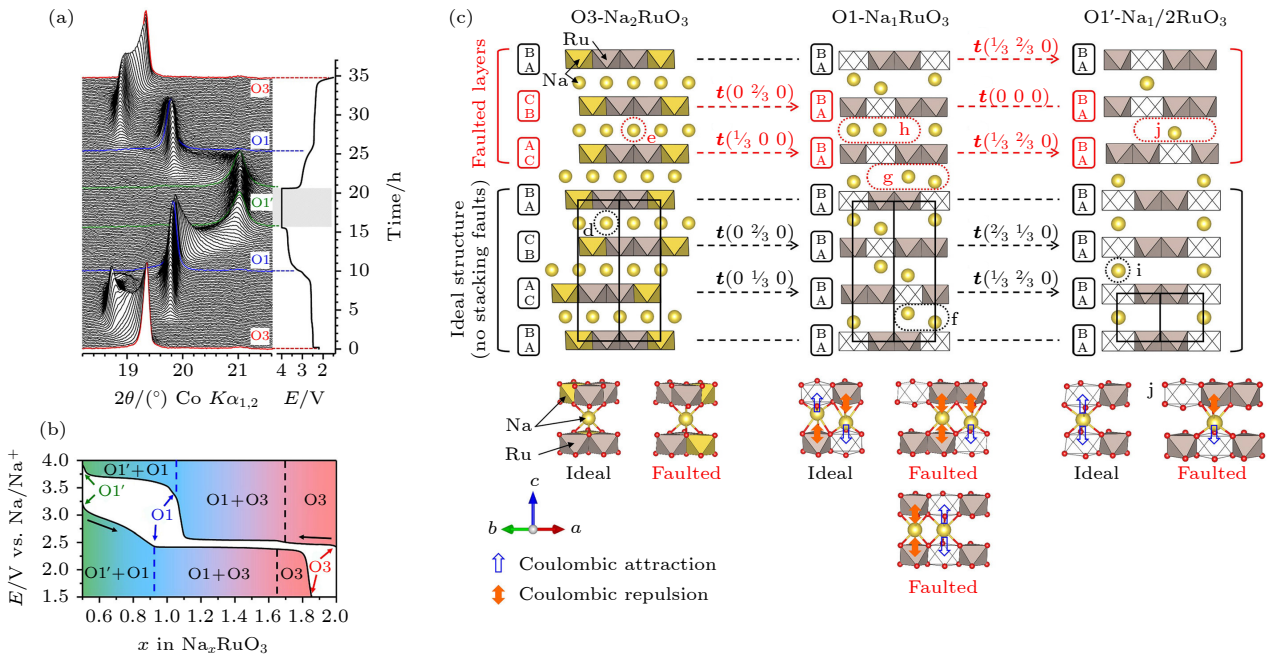 (a)
O3
O1
O1′
O1
O3
19
20
21
4 3 2
2θ/(°) Co Kα1,2
E/V
0
5
10
15
20
25
30
35
Time/h
(b)
O1′+O1
O1′
O1
O1+O3
O3
O3
O1′+O1
O1+O3
O3
4.0
3.5
3.0
2.5
2.0
1.5
0.6 0.8 1.0 1.2 1.4 1.6 1.8 2.0
E/V vs. Na/Na+
x in NaxRuO3
(c)
O3-Na2RuO3
O1-Na1RuO3
O1′-Na1/2RuO3
Faulted layers
Ideal structure
(no stacking faults)
B
A
C
B
A
C
B
A
C
B
A
C
B
A
Ru
Na
e
d
t(0 ⅔ 0)
t(⅓ 0 0)
t(0 ⅔ 0)
t(0 ⅓ 0)
B
A
B
A
B
A
B
A
B
A
B
A
B
A
h
g
f
t(⅓ ⅔ 0)
t(0 0 0)
t(⅓ ⅔ 0)
t(⅔ ⅓ 0)
t(⅓ ⅔ 0)
B
A
B
A
B
A
B
A
B
A
B
A
B
A
j
i
Na
Ru
Ideal
Faulted
Ideal
Faulted
Faulted
j
Ideal
Faulted
c
b
a
Coulombic attraction
Coulombic repulsion